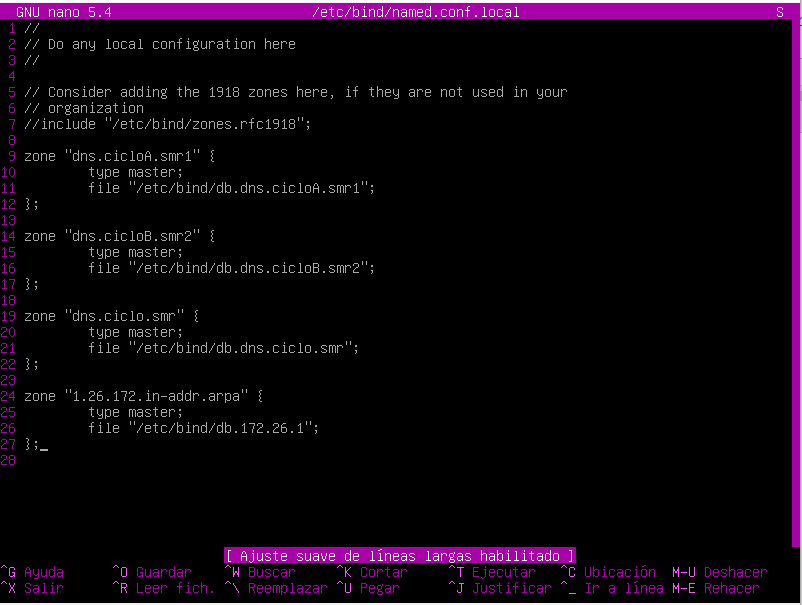 GNU nano 5.4 /etc/bind/named.conf.local S
1 //
2 // Do any local configuration here
3 //
4
5 // Consider adding the 1918 zones here, if they are not used in your
6 // organization
7 //include "/etc/bind/zones.rfc1918";
8
9 zone "dns.cicloA.smr1" {
10 type master;
11 file "/etc/bind/db.dns.cicloA.smr1";
12 };
13
14 zone "dns.cicloB.smr2" {
15 type master;
16 file "/etc/bind/db.dns.cicloB.smr2";
17 };
18
19 zone "dns.ciclo.smr" {
20 type master;
21 file "/etc/bind/db.dns.ciclo.smr";
22 };
23
24 zone "1.26.172.in-addr.arpa" {
25 type master;
26 file "/etc/bind/db.172.26.1";
27 };_
28
[ Ajuste suave de líneas largas habilitado ]
^G Ayuda ^O Guardar ^W Buscar ^K Cortar ^T Ejecutar ^C Ubicación M-U Deshacer
^X Salir ^R Leer fich. ^\ Reemplazar ^U Pegar ^J Justificar ^_ Ir a línea M-E Rehacer